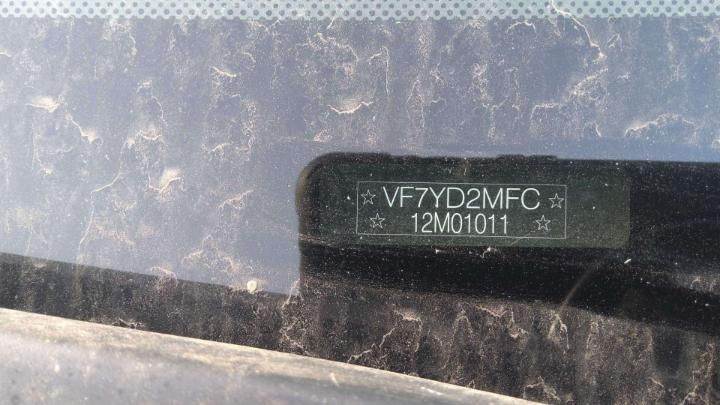 ☆ VF7YD2MFC ☆
☆ 12M01011 ☆